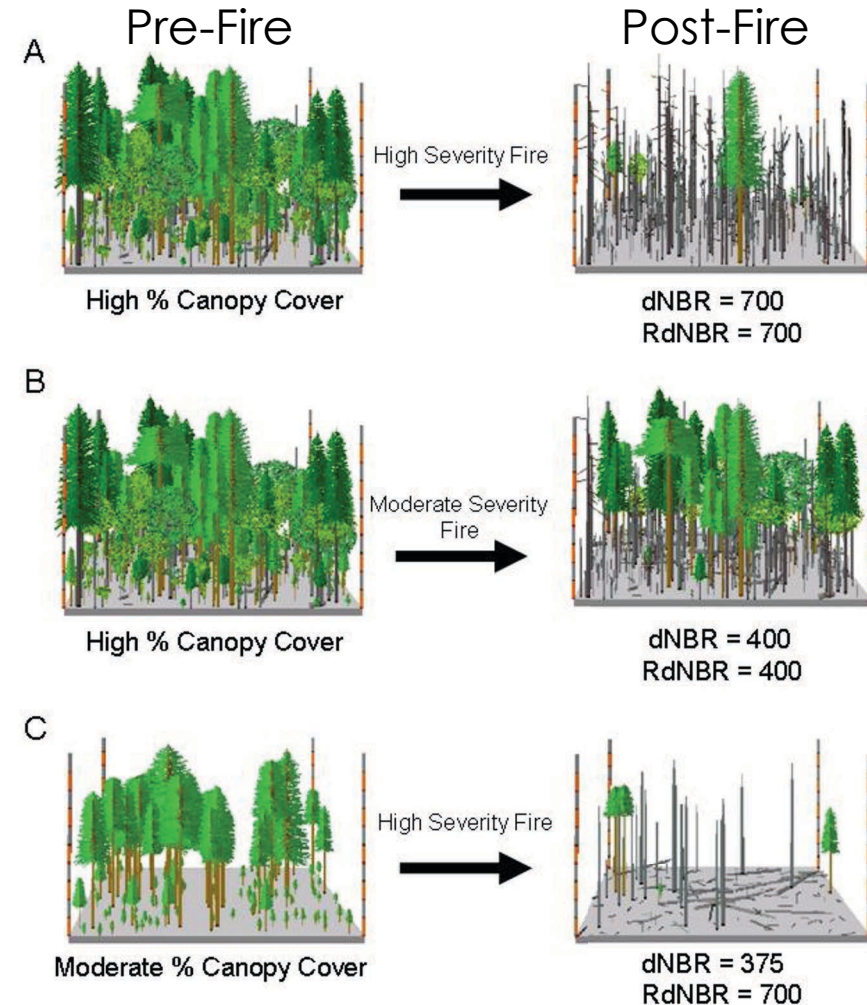 Pre-Fire
Post-Fire
A
High Severity Fire
High % Canopy Cover
dNBR = 700
RdNBR = 700
B
Moderate Severity
Fire
High % Canopy Cover
dNBR = 400
RdNBR = 400
C
High Severity Fire
Moderate % Canopy Cover
dNBR = 375
RdNBR = 700